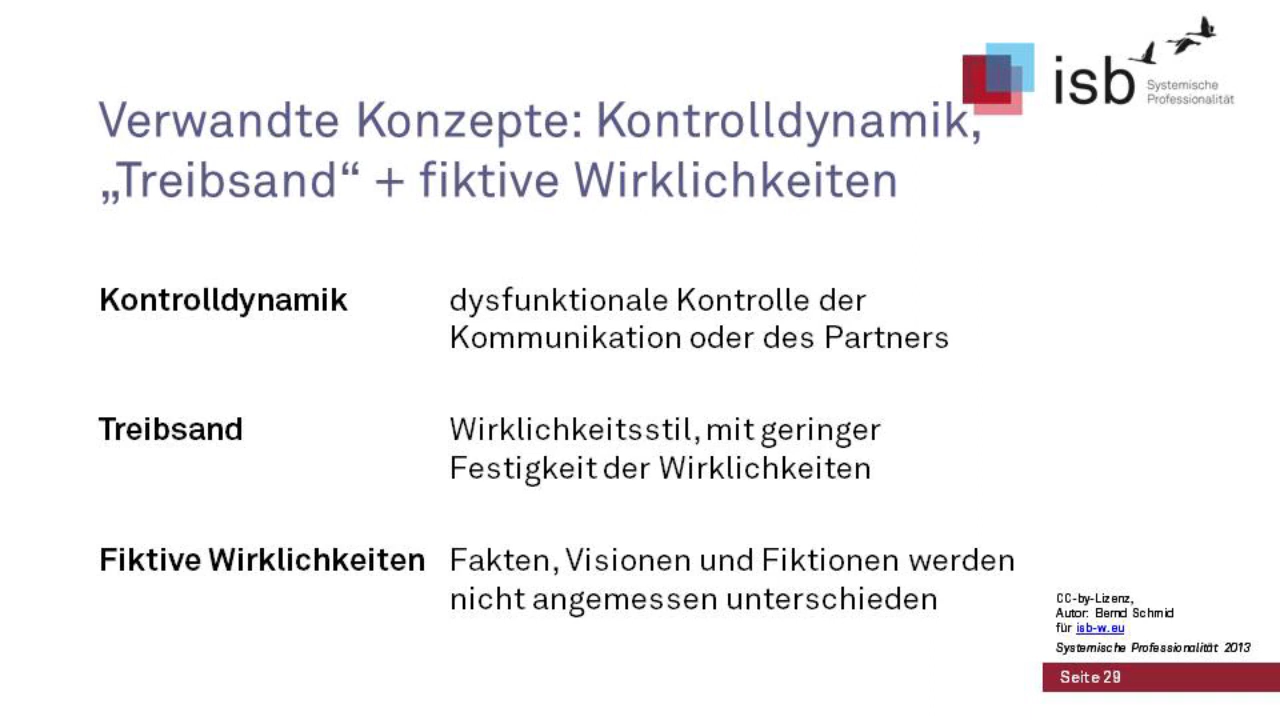 isb
Systemische
Professionalität
Verwandte Konzepte: Kontrolldynamik,
„Treibsand“ + fiktive Wirklichkeiten
Kontrolldynamik dysfunktionale Kontrolle der
Kommunikation oder des Partners
Treibsand Wirklichkeitsstil, mit geringer
Festigkeit der Wirklichkeiten
Fiktive Wirklichkeiten Fakten, Visionen und Fiktionen werden
nicht angemessen unterschieden
CC-by-Lizenz,
Autor: Bernd Schmid
für isb-w.eu
Systemische Professionalität 2013
Seite 29